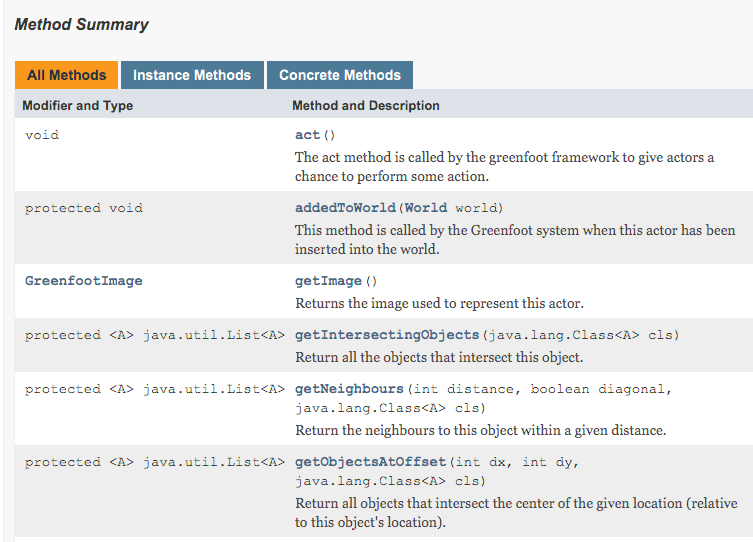 Method Summary
All Methods Instance Methods Concrete Methods
Modifier and Type Method and Description
void act()
The act method is called by the greenfoot framework to give actors a
chance to perform some action.
protected void addedToWorld(World world)
This method is called by the Greenfoot system when this actor has been
inserted into the world.
GreenfootImage getImage()
Returns the image used to represent this actor.
protected <A> java.util.List<A> getIntersectingObjects(java.lang.Class<A> cls)
Return all the objects that intersect this object.
protected <A> java.util.List<A> getNeighbours(int distance, boolean diagonal,
java.lang.Class<A> cls)
Return the neighbours to this object within a given distance.
protected <A> java.util.List<A> getObjectsAtOffset(int dx, int dy,
java.lang.Class<A> cls)
Return all objects that intersect the center of the given location (relative
to this object's location).